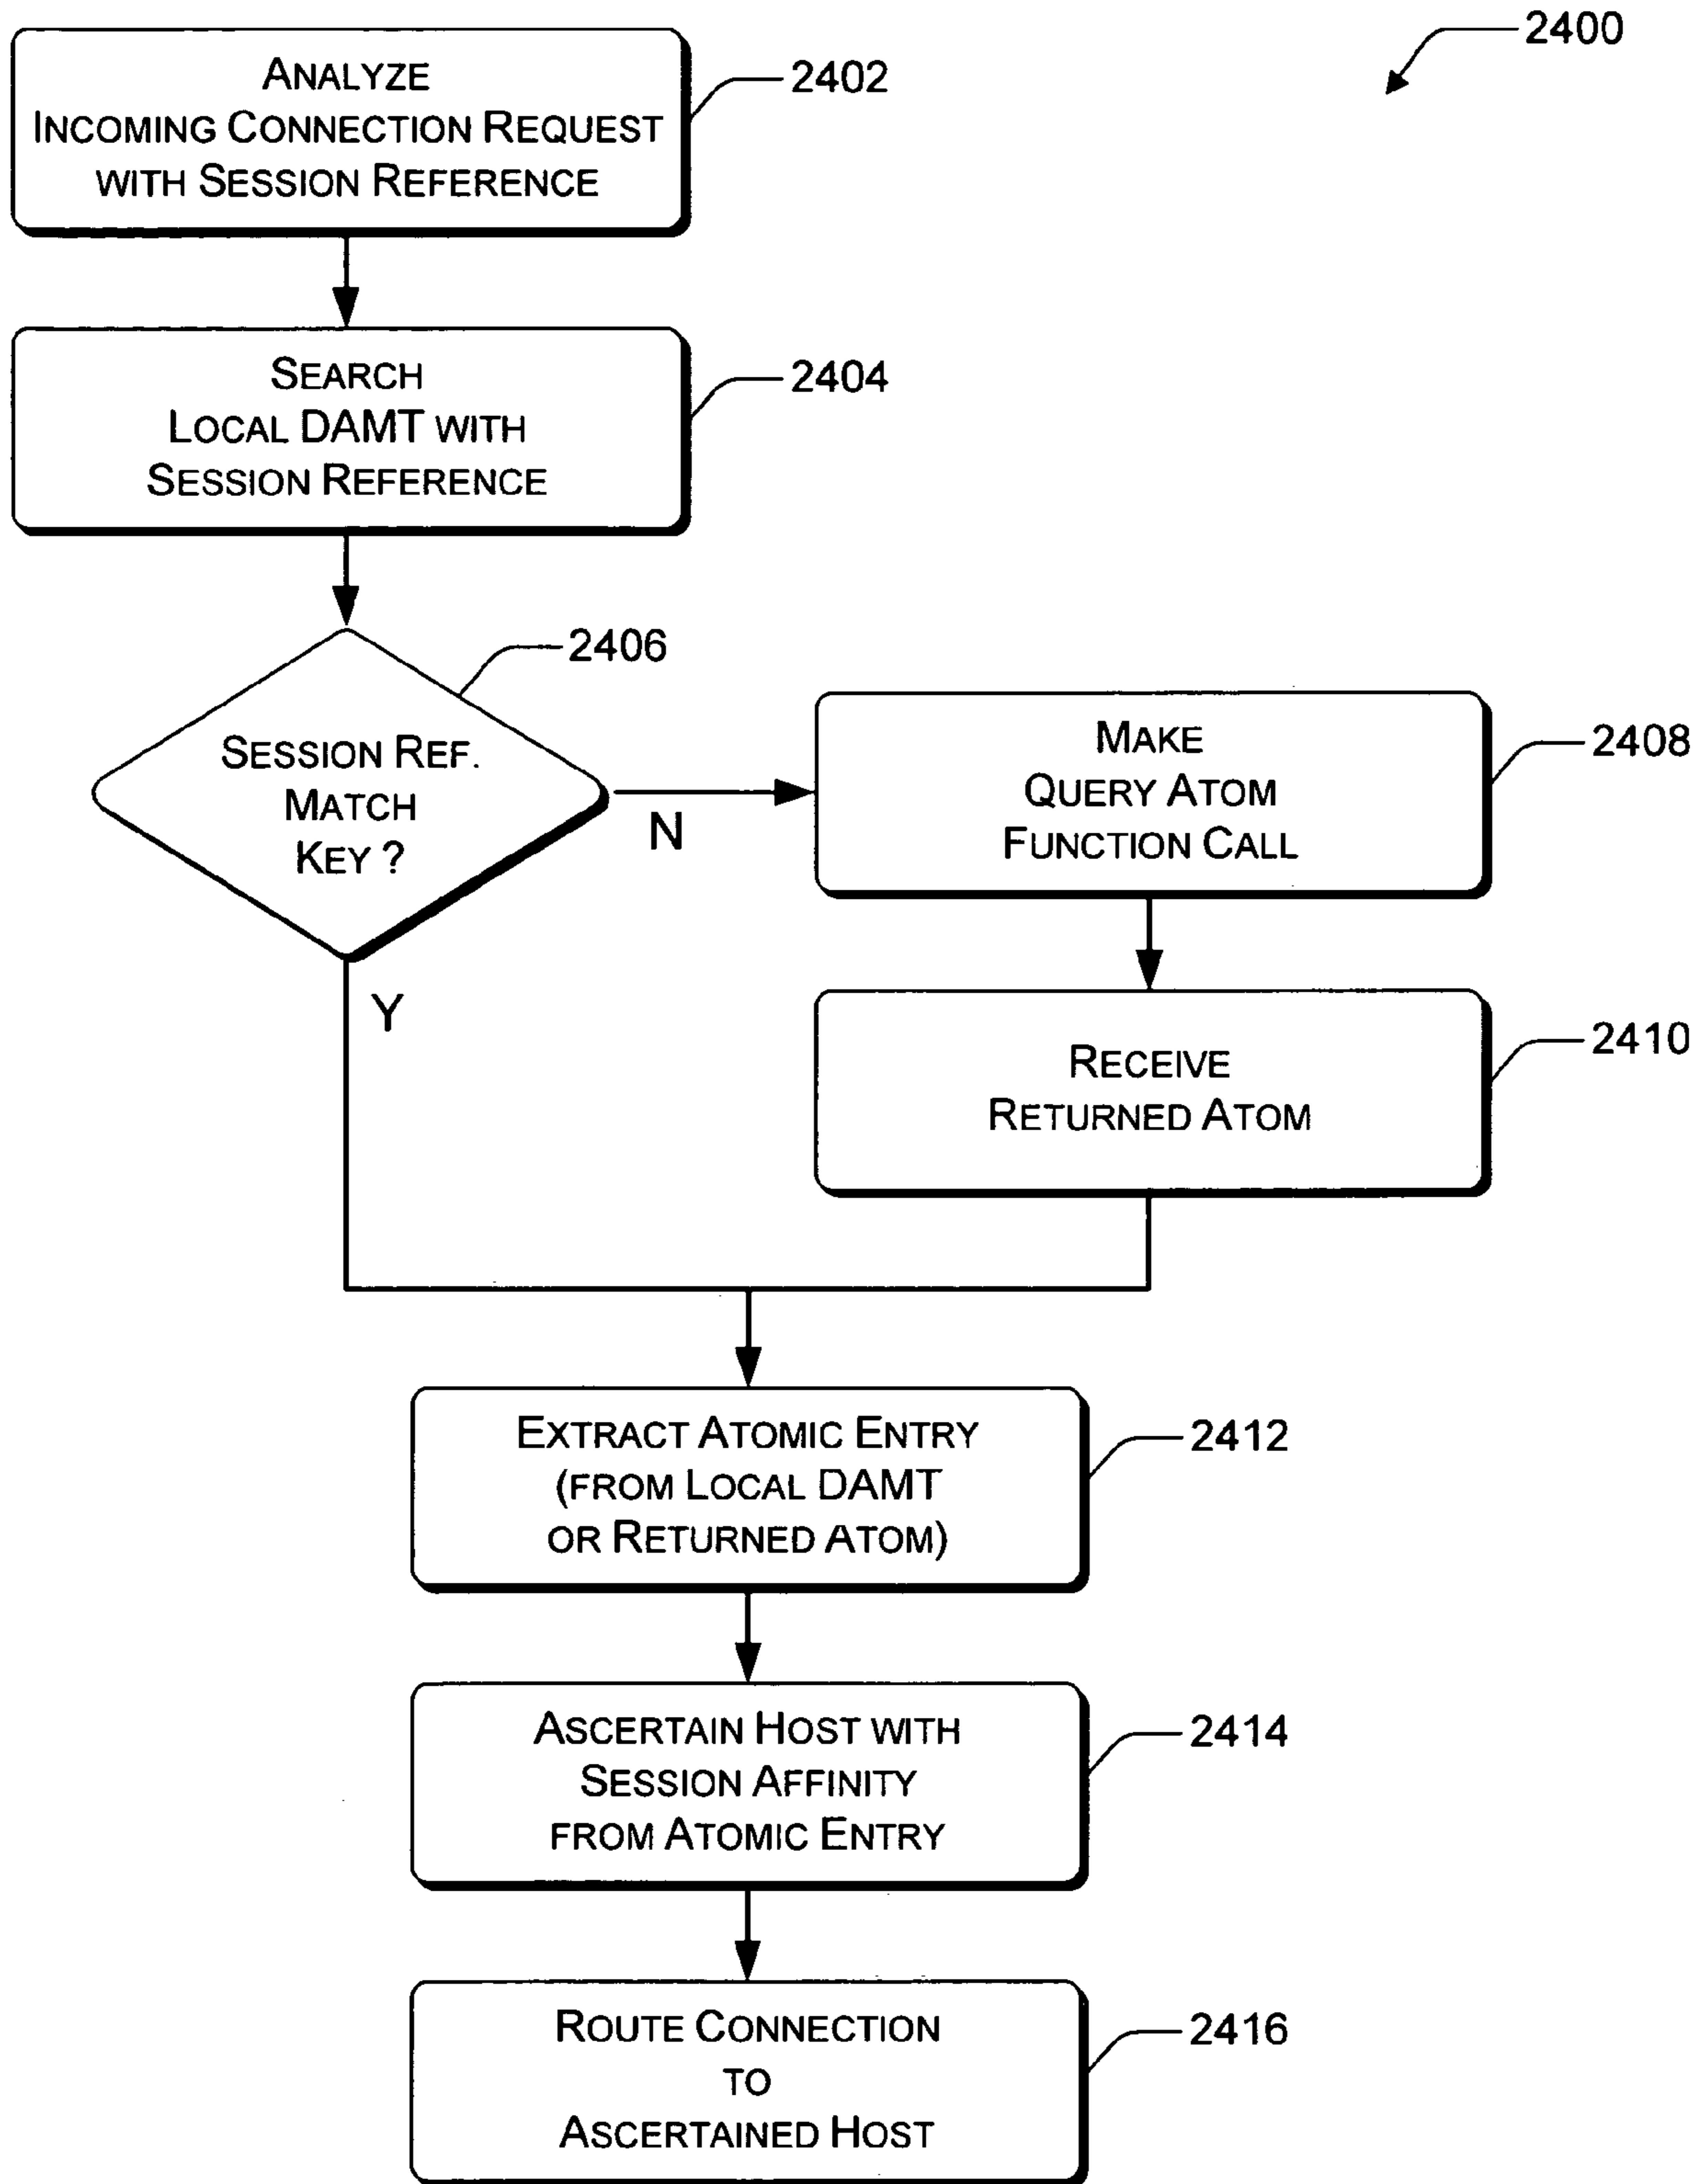 2400
ANALYZE
INCOMING CONNECTION REQUEST
WITH SESSION REFERENCE
2402
SEARCH
LOCAL DAMT WITH
SESSION REFERENCE
2404
2406
SESSION REF.
MATCH
KEY ?
N
Y
MAKE
QUERY ATOM
FUNCTION CALL
2408
RECEIVE
RETURNED ATOM
2410
EXTRACT ATOMIC ENTRY
(FROM LOCAL DAMT
OR RETURNED ATOM)
2412
ASCERTAIN HOST WITH
SESSION AFFINITY
FROM ATOMIC ENTRY
2414
ROUTE CONNECTION
TO
ASCERTAINED HOST
2416